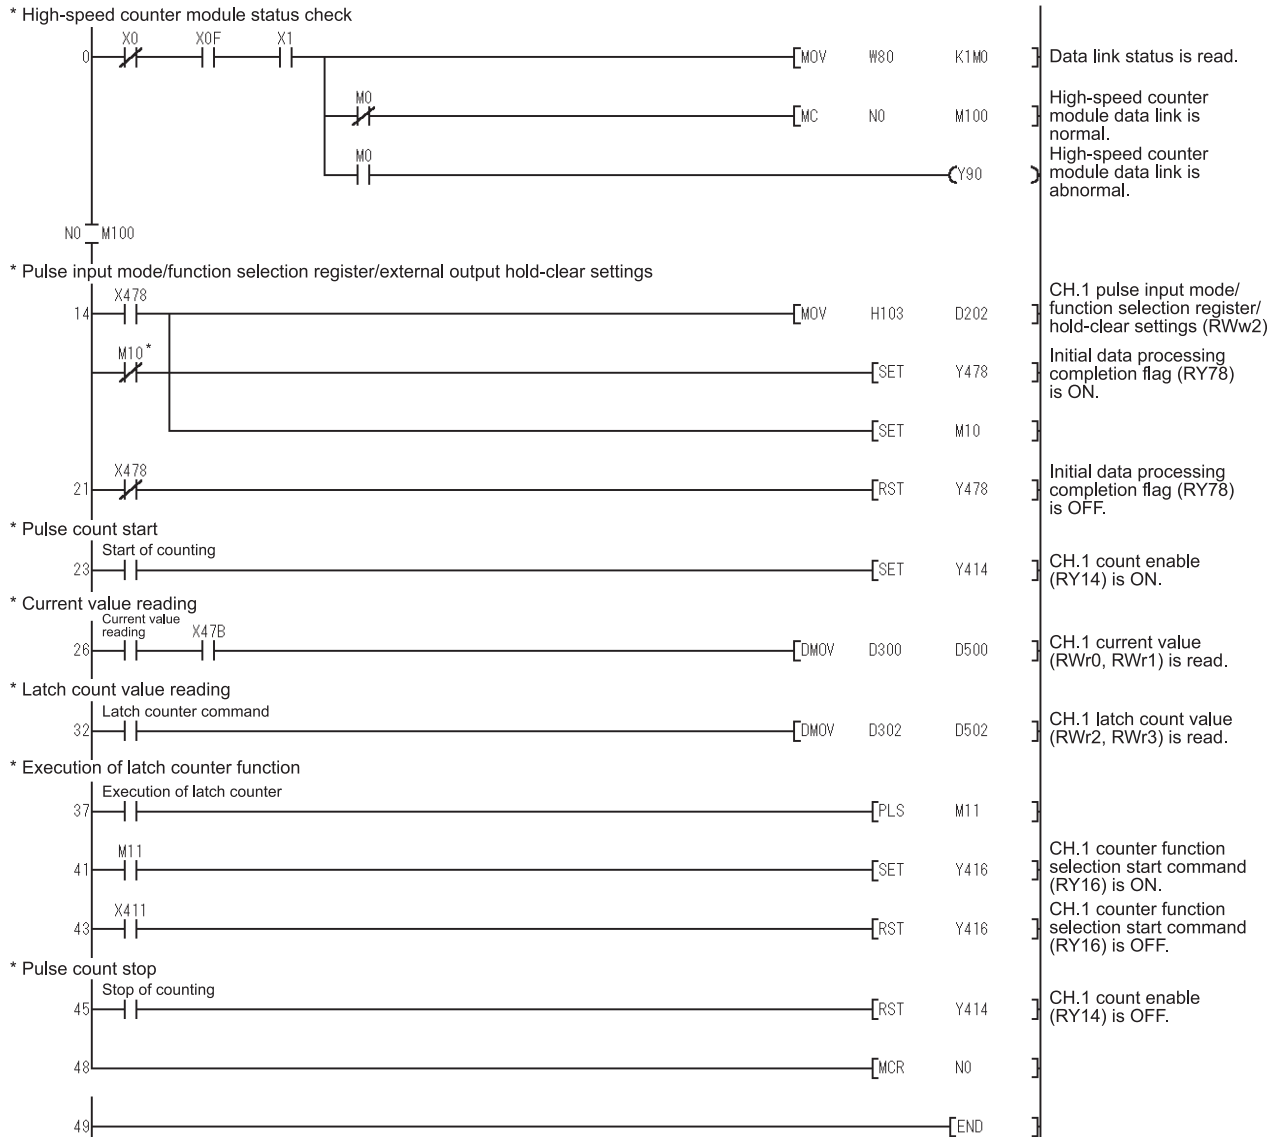 * High-speed counter module status check
X0 X0F X1
0 MOV W80 K1M0 Data link status is read.
M0
MC N0 M100
High-speed counter
module data link is
normal.
M0
Y90
High-speed counter
module data link is
abnormal.
N0 M100
* Pulse input mode/function selection register/external output hold-clear settings
X478
14 MOV H103 D202
CH.1 pulse input mode/
function selection register/
hold-clear settings (RWw2)
M10 *
SET Y478
Initial data processing
completion flag (RY78)
is ON.
SET M10
X478
21 RST Y478
Initial data processing
completion flag (RY78)
is OFF.
* Pulse count start
Start of counting
23 SET Y414
CH.1 count enable
(RY14) is ON.
* Current value reading
Current value
reading X47B
26 DMOV D300 D500
CH.1 current value
(RWr0, RWr1) is read.
* Latch count value reading
Latch counter command
32 DMOV D302 D502
CH.1 latch count value
(RWr2, RWr3) is read.
* Execution of latch counter function
Execution of latch counter
37 PLS M11
M11
41 SET Y416
CH.1 counter function
selection start command
(RY16) is ON.
X411
43 RST Y416
CH.1 counter function
selection start command
(RY16) is OFF.
* Pulse count stop
Stop of counting
45 RST Y414
CH.1 count enable
(RY14) is OFF.
48 MCR N0
49 END